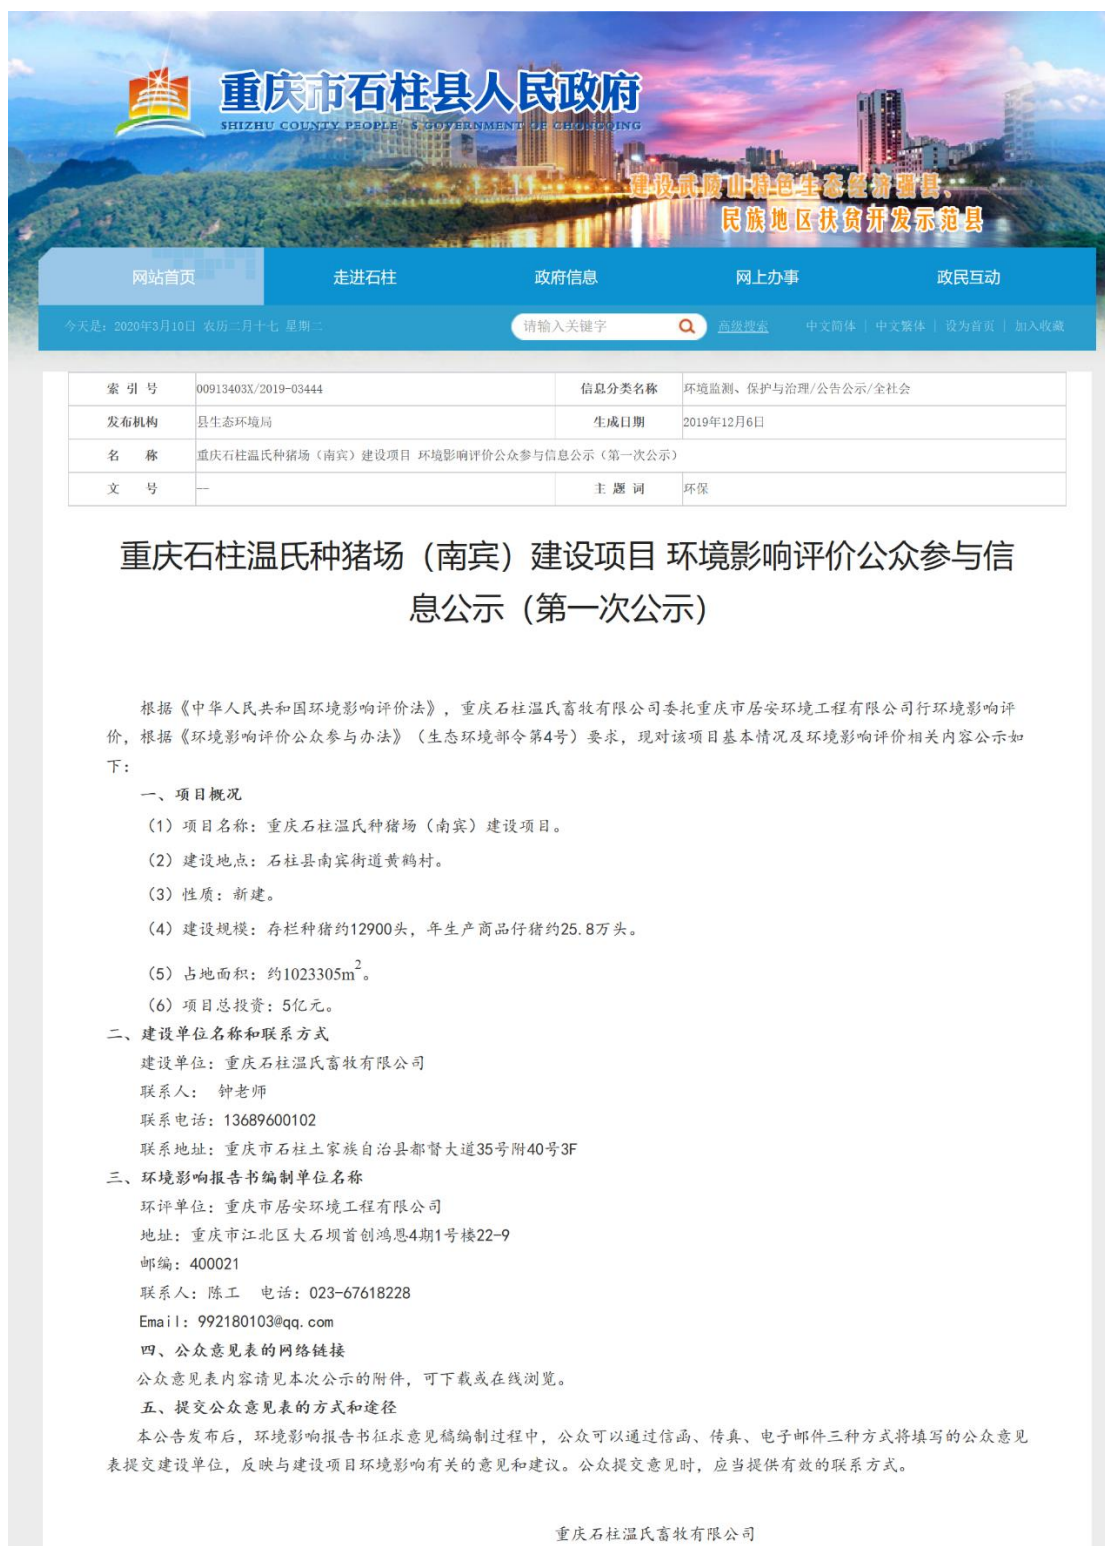 重庆市石柱县人民政府
SHIZHU COUNTY PEOPLE'S GOVERNMENT OF CHONGQING
建设武陵山特色生态经济强县、
民族地区扶贫开发示范县
网站首页 走进石柱 政府信息 网上办事 政民互动
今天是：2020年3月10日 农历二月十七 星期二 请输入关键字 高级搜索 中文简体 | 中文繁体 | 设为首页 | 加入收藏
索 引 号 00913403X/2019-03444 信息分类名称 环境监测、保护与治理/公告公示/全社会
发布机构 县生态环境局 生成日期 2019年12月6日
名 称 重庆石柱温氏种猪场（南宾）建设项目 环境影响评价公众参与信息公示（第一次公示）
文 号 -- 主 题 词 环保
重庆石柱温氏种猪场（南宾）建设项目 环境影响评价公众参与信
息公示（第一次公示）
根据《中华人民共和国环境影响评价法》，重庆石柱温氏畜牧有限公司委托重庆市居安环境工程有限公司行环境影响评
价，根据《环境影响评价公众参与办法》（生态环境部令第4号）要求，现对该项目基本情况及环境影响评价相关内容公示如
下：
一、项目概况
（1）项目名称：重庆石柱温氏种猪场（南宾）建设项目。
（2）建设地点：石柱县南宾街道黄鹤村。
（3）性质：新建。
（4）建设规模：存栏种猪约12900头，年生产商品仔猪约25.8万头。
（5）占地面积：约1023305m²。
（6）项目总投资：5亿元。
二、建设单位名称和联系方式
建设单位：重庆石柱温氏畜牧有限公司
联系人： 钟老师
联系电话：13689600102
联系地址：重庆市石柱土家族自治县都督大道35号附40号3F
三、环境影响报告书编制单位名称
环评单位：重庆市居安环境工程有限公司
地址：重庆市江北区大石坝首创鸿恩4期1号楼22-9
邮编：400021
联系人：陈工 电话：023-67618228
Email：992180103@qq.com
四、公众意见表的网络链接
公众意见表内容请见本次公示的附件，可下载或在线浏览。
五、提交公众意见表的方式和途径
本公告发布后，环境影响报告书征求意见稿编制过程中，公众可以通过信函、传真、电子邮件三种方式将填写的公众意见
表提交建设单位，反映与建设项目环境影响有关的意见和建议。公众提交意见时，应当提供有效的联系方式。
重庆石柱温氏畜牧有限公司